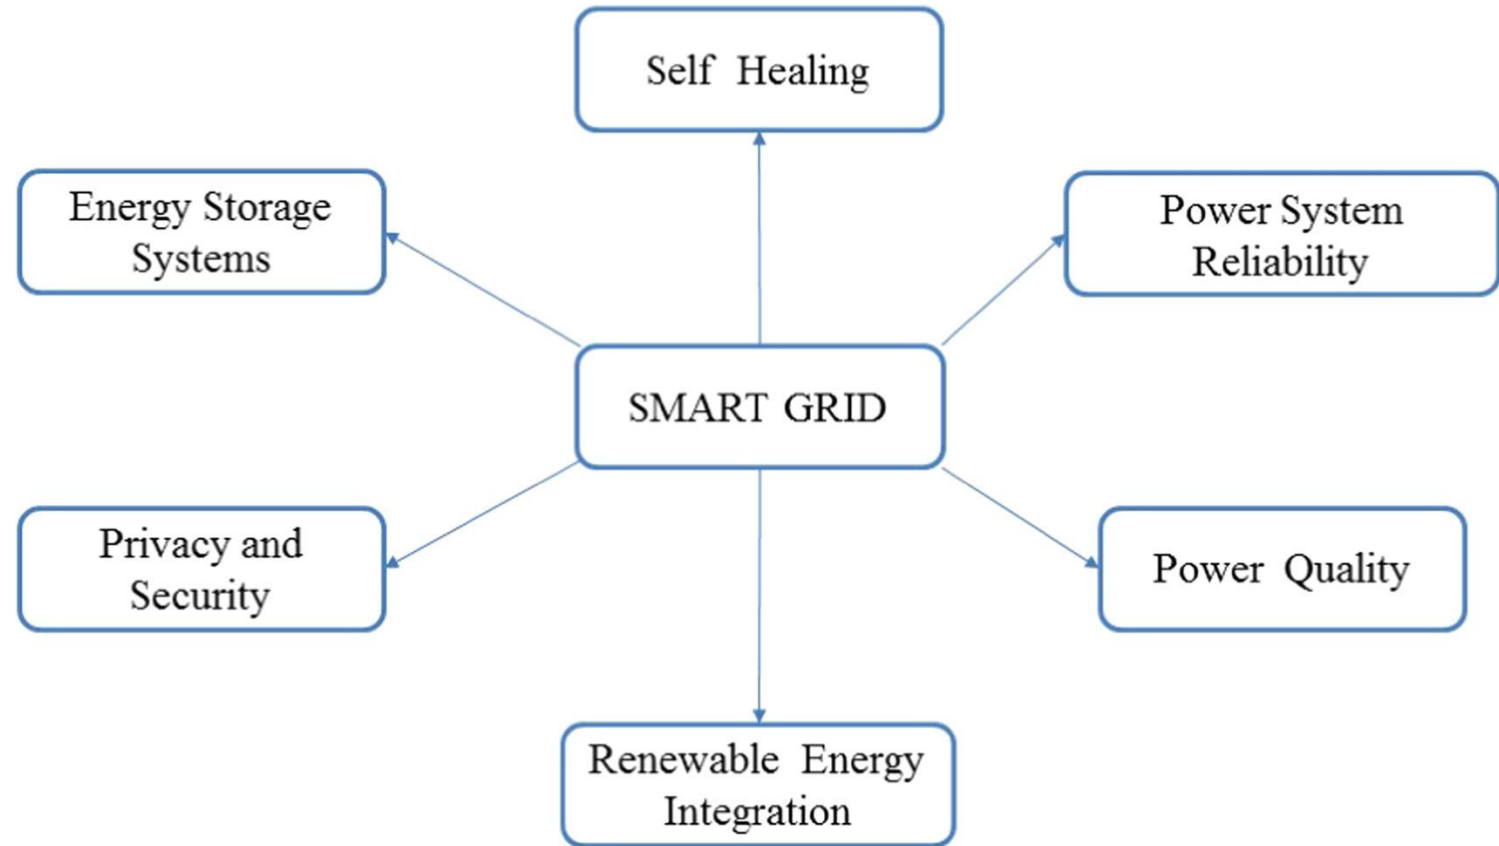 Self Healing
Energy Storage
Systems
Power System
Reliability
SMART GRID
Privacy and
Security
Power Quality
Renewable Energy
Integration